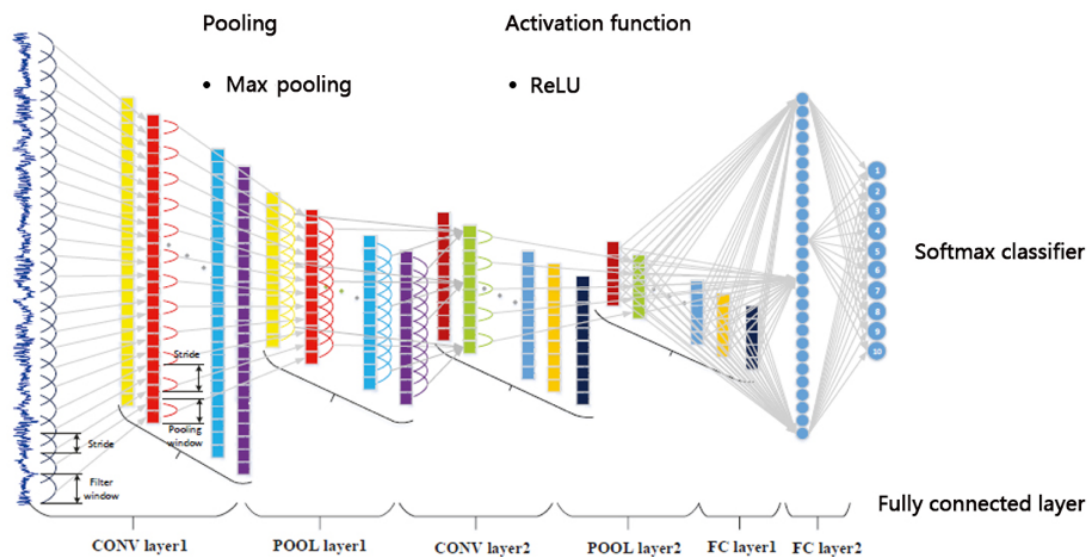 Pooling
Activation function
• Max pooling
• ReLU
1
2
3
4
5
6
7
8
9
10
Softmax classifier
Stride
Pooling
window
Stride
Filter
window
Fully connected layer
CONV layer1
POOL layer1
CONV layer2
POOL layer2
FC layer1
FC layer2